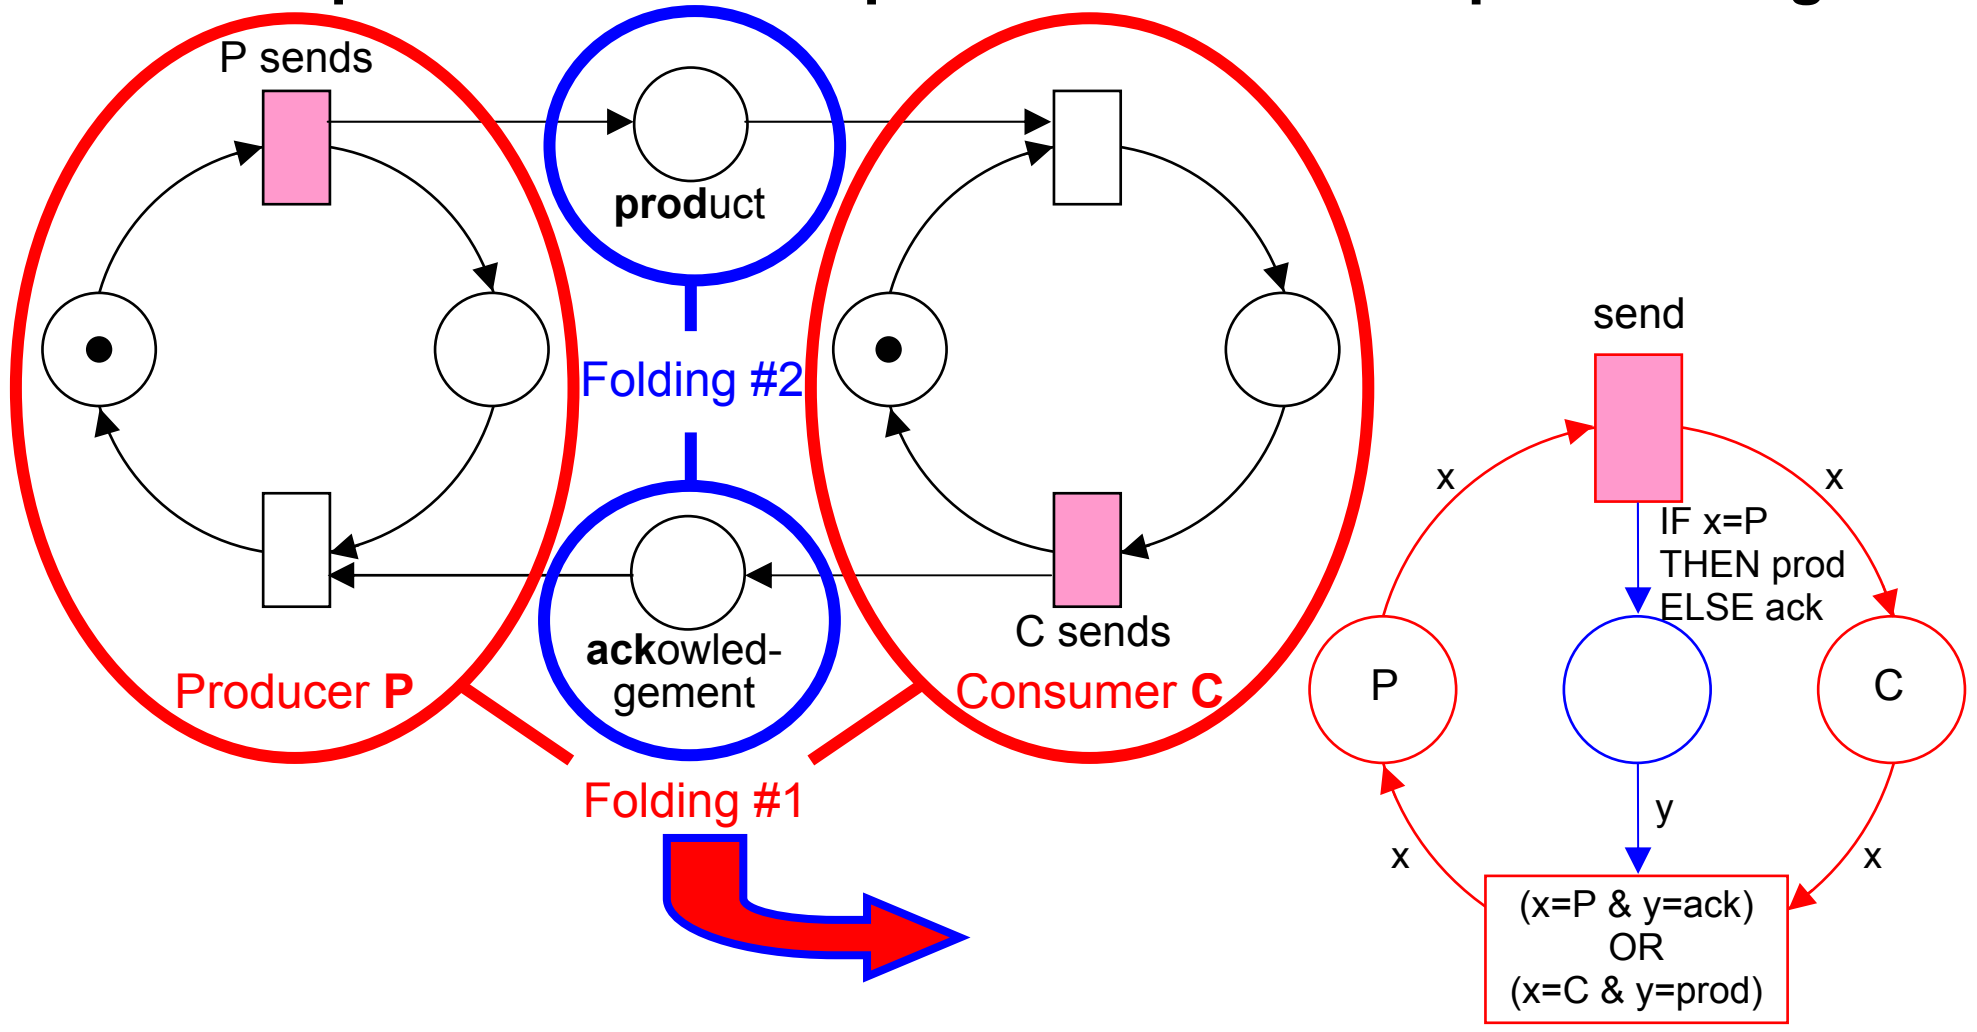 P sends
product
Folding #2
C sends
ackowled-
gement
Producer P
Consumer C
Folding #1
send
x
x
IF x=P
THEN prod
ELSE ack
P
C
y
x
x
(x=P & y=ack)
OR
(x=C & y=prod)